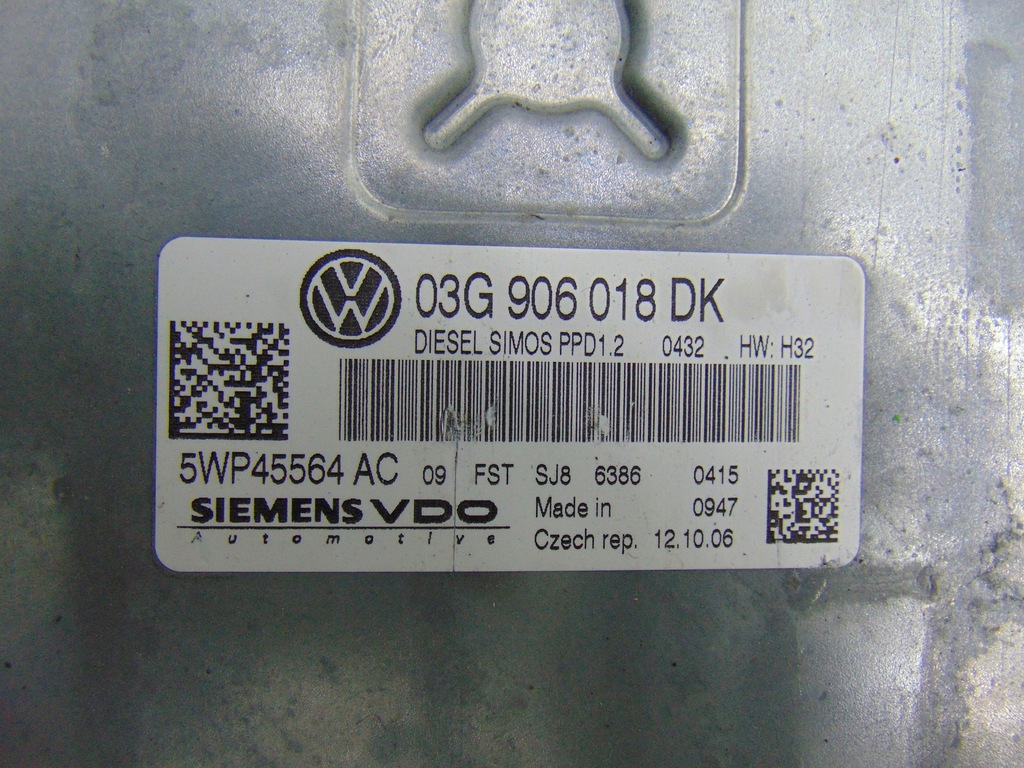 03G 906 018 DK
DIESEL SIMOS PPD1.2 0432 HW: H32
5WP45564 AC 09 FST SJ8 6386 0415
SIEMENS VDO Made in 0947
Automotive Czech rep. 12.10.06